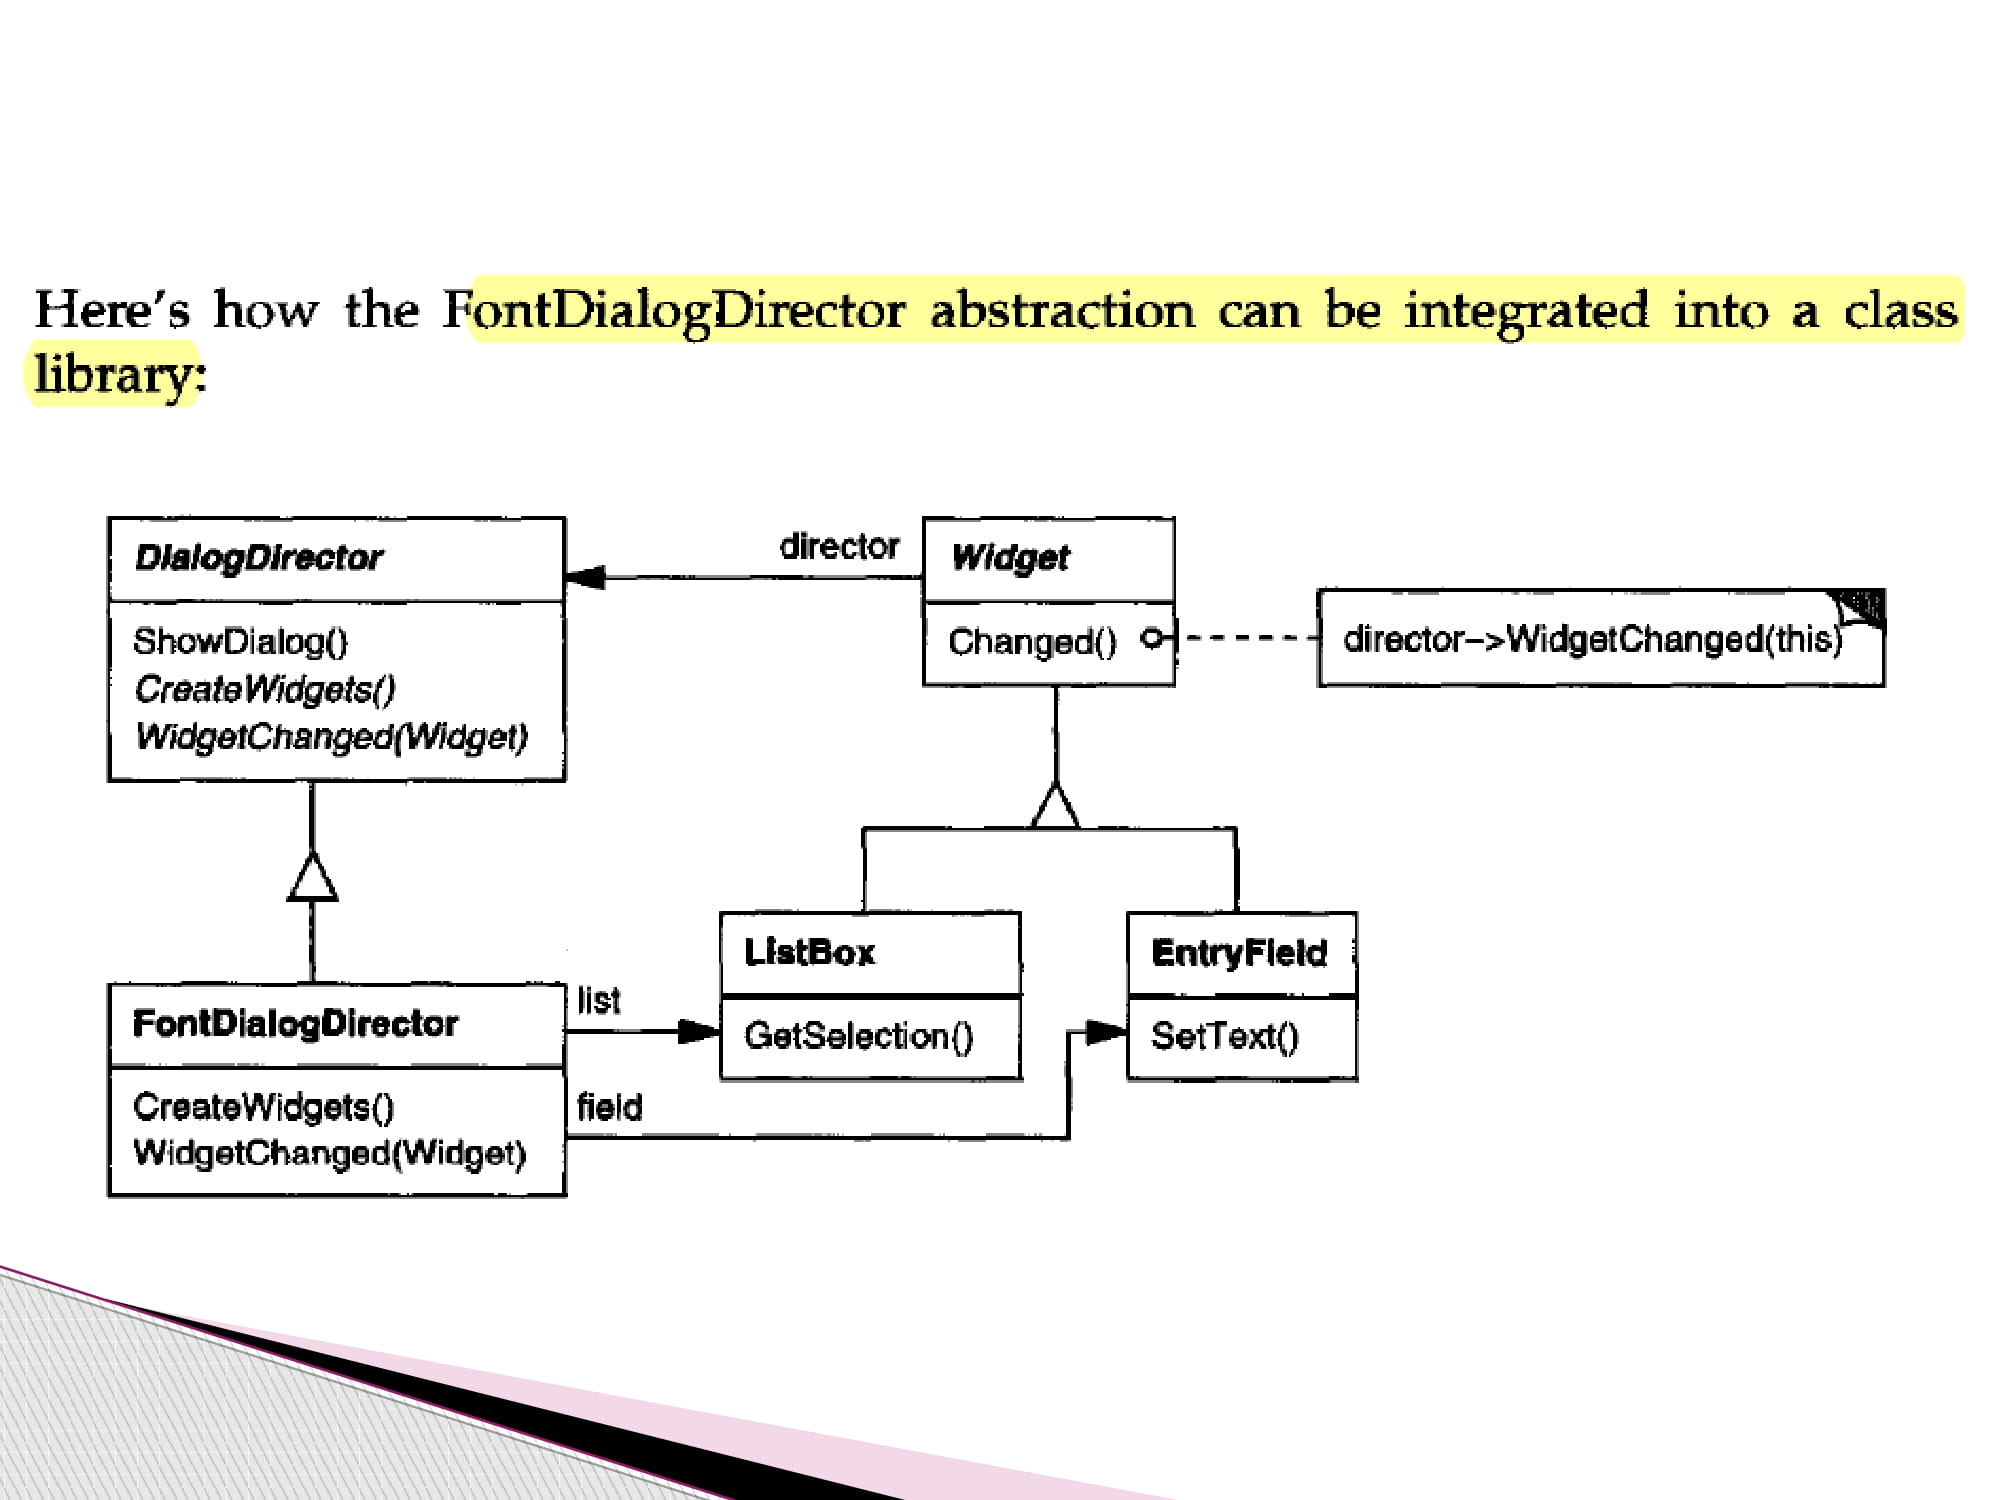 Here's how the FontDialogDirector abstraction can be integrated into a class
library:
DialogDirector
ShowDialog()
CreateWidgets()
WidgetChanged(Widget)
director
Widget
Changed()
director–>WidgetChanged(this)
FontDialogDirector
CreateWidgets()
WidgetChanged(Widget)
list
field
ListBox
GetSelection()
EntryField
SetText()